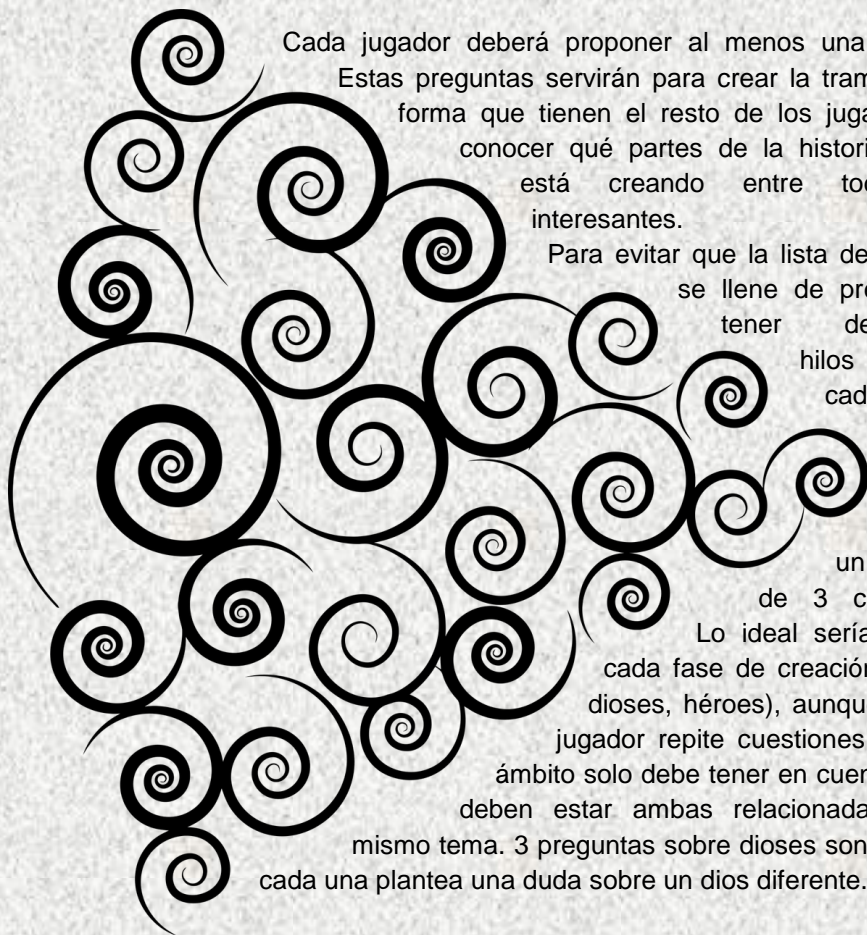 Cada jugador deberá proponer al menos una
Estas preguntas servirán para crear la tram
forma que tienen el resto de los juga
conocer qué partes de la histori
está creando entre to
interesantes.
Para evitar que la lista de
se llene de pr
tener de
hilos
cad
un
de 3 c
Lo ideal sería
cada fase de creación
dioses, héroes), aunqu
jugador repite cuestiones
ámbito solo debe tener en cuen
deben estar ambas relacionada
mismo tema. 3 preguntas sobre dioses son
cada una plantea una duda sobre un dios diferente.